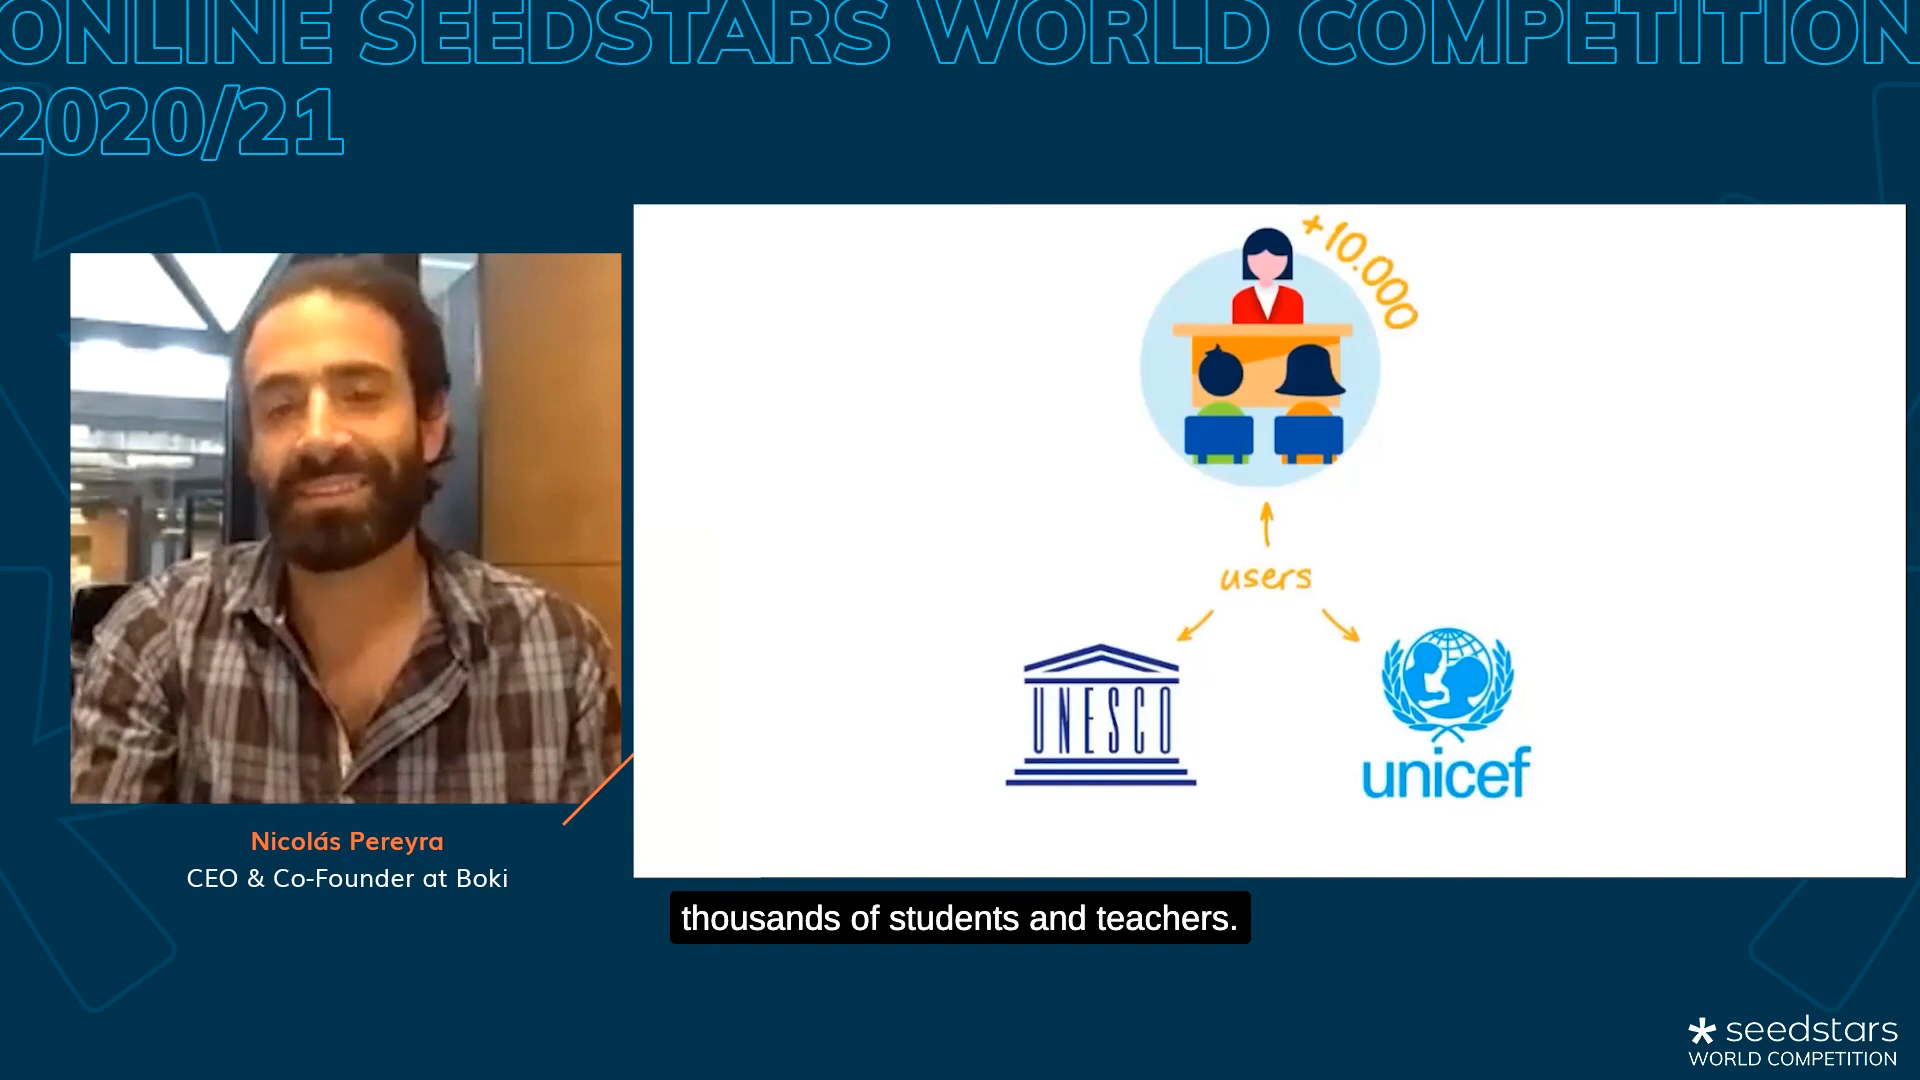 ONLINE SEEDSTARS WORLD COMPETITION
2020/21
+10.000
users
UNESCO
unicef
Nicolás Pereyra
CEO & Co-Founder at Boki
thousands of students and teachers.
seedstars
WORLD COMPETITION